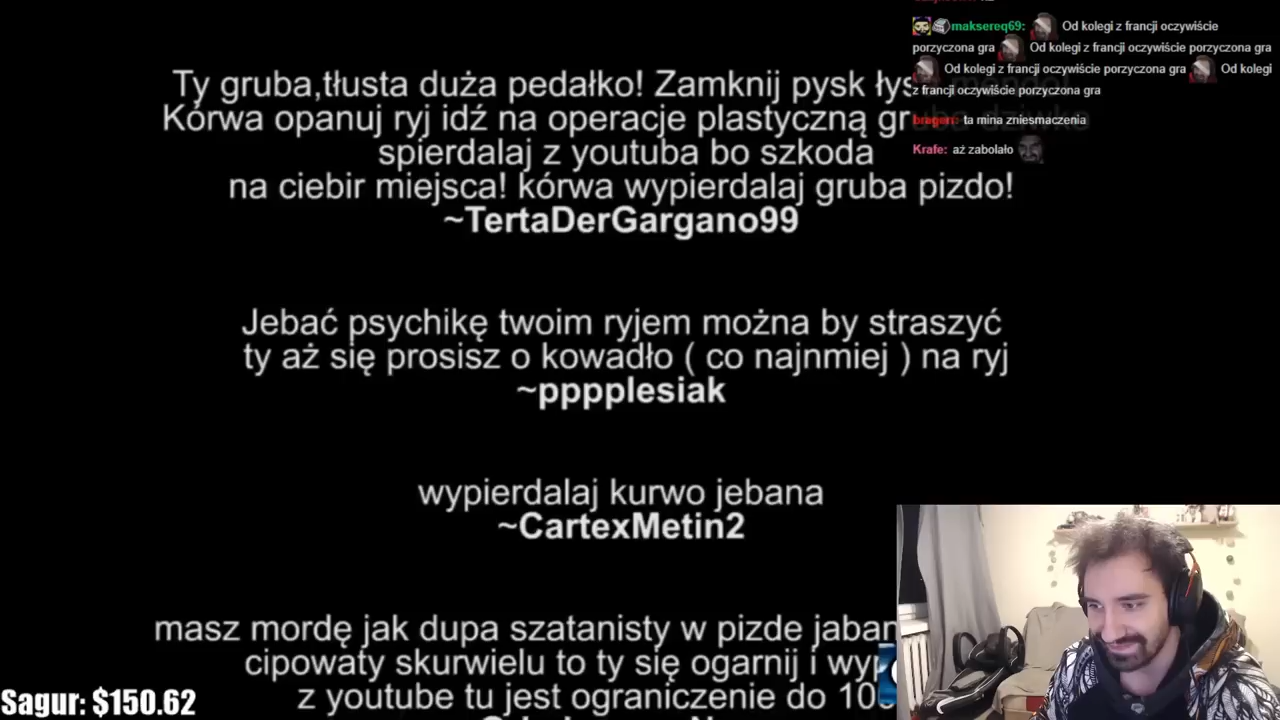 Ty gruba,tłusta duża pedałko! Zamknij pysk
Kórwa opanuj ryj idź na operacje plastyczną
spierdalaj z youtuba bo szkoda
na ciebir miejsca! kórwa wypierdalaj gruba pizdo!
~TertaDerGargano99
Jebać psychikę twoim ryjem można by straszyć
ty aż się prosisz o kowadło ( co najnmiej ) na ryj
~pppplesiak
wypierdalaj kurwo jebana
~CartexMetin2
masz mordę jak dupa szatanisty w pizde
cipowaty skurwielu to ty się ogarnij i
z youtube tu jest ograniczenie do
Sagur: $150.62
maksereq69: Od kolegi z francji oczywiście
porzyczona gra Od kolegi z francji oczywiście porzyczona gra
Od kolegi z francji oczywiście porzyczona gra Od kolegi
z francji oczywiście porzyczona gra
bragen: ta mina zniesmaczenia
Krafe: aż zabolało